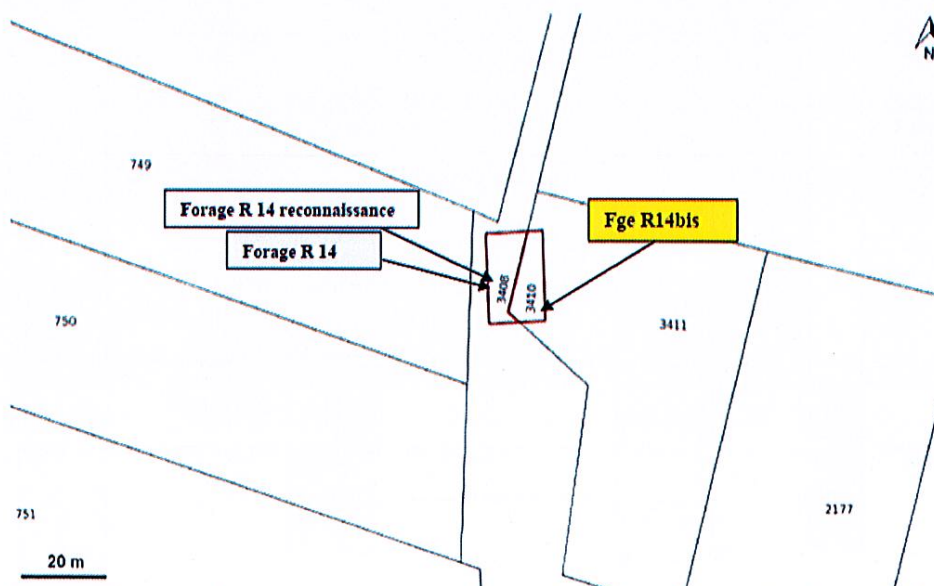 N
749
Forage R 14 reconnaissance
Fge R14bis
Forage R 14
3408
3410
750
3411
751
2177
20 m